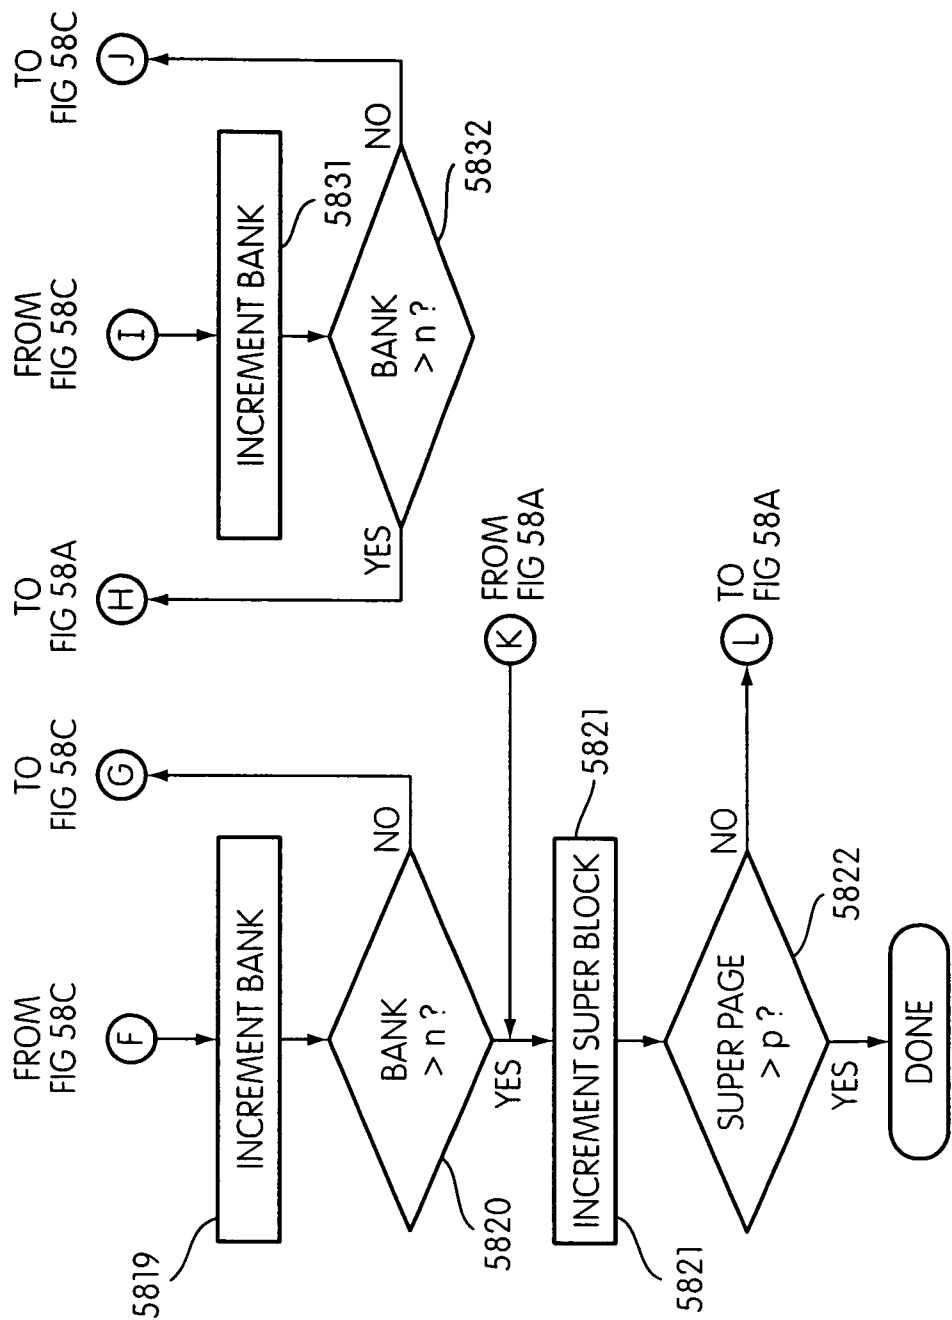 FROM
FIG 58C
F
TO
FIG 58C
G
5819
INCREMENT BANK
BANK
> n ?
NO
YES
5820
K
FROM
FIG 58A
5821
INCREMENT SUPER BLOCK
5821
SUPER PAGE
> p ?
NO
L
TO
FIG 58A
5822
YES
DONE
TO
FIG 58A
H
FROM
FIG 58C
I
TO
FIG 58C
J
INCREMENT BANK
5831
YES
BANK
> n ?
NO
5832